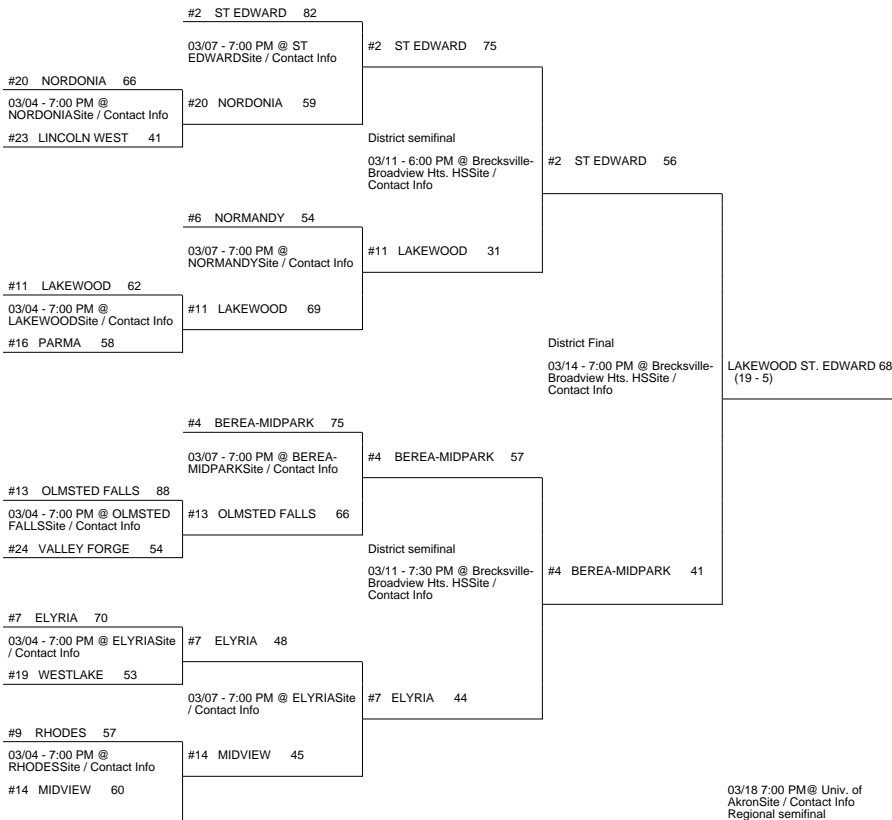 #2 ST EDWARD 82
03/07 - 7:00 PM @ ST
EDWARDSite / Contact Info
#2 ST EDWARD 75
#20 NORDONIA 66
03/04 - 7:00 PM @
NORDONIASite / Contact Info
#20 NORDONIA 59
#23 LINCOLN WEST 41
District semifinal
03/11 - 6:00 PM @ Brecksville-
Broadview Hts. HSSite /
Contact Info
#2 ST EDWARD 56
#6 NORMANDY 54
03/07 - 7:00 PM @
NORMANDYSite / Contact Info
#11 LAKEWOOD 31
#11 LAKEWOOD 62
03/04 - 7:00 PM @
LAKEWOODSite / Contact Info
#11 LAKEWOOD 69
#16 PARMA 58
District Final
03/14 - 7:00 PM @ Brecksville-
Broadview Hts. HSSite /
Contact Info
LAKEWOOD ST. EDWARD 68
(19 - 5)
#4 BEREA-MIDPARK 75
03/07 - 7:00 PM @ BEREA-
MIDPARKSite / Contact Info
#4 BEREA-MIDPARK 57
#13 OLMSTED FALLS 88
03/04 - 7:00 PM @ OLMSTED
FALLSSite / Contact Info
#13 OLMSTED FALLS 66
#24 VALLEY FORGE 54
District semifinal
03/11 - 7:30 PM @ Brecksville-
Broadview Hts. HSSite /
Contact Info
#4 BEREA-MIDPARK 41
#7 ELYRIA 70
03/04 - 7:00 PM @ ELYRIASite
/ Contact Info
#7 ELYRIA 48
#19 WESTLAKE 53
03/07 - 7:00 PM @ ELYRIASite
/ Contact Info
#7 ELYRIA 44
#9 RHODES 57
03/04 - 7:00 PM @
RHODESSite / Contact Info
#14 MIDVIEW 45
#14 MIDVIEW 60
03/18 7:00 PM@ Univ. of
AkronSite / Contact Info
Regional semifinal